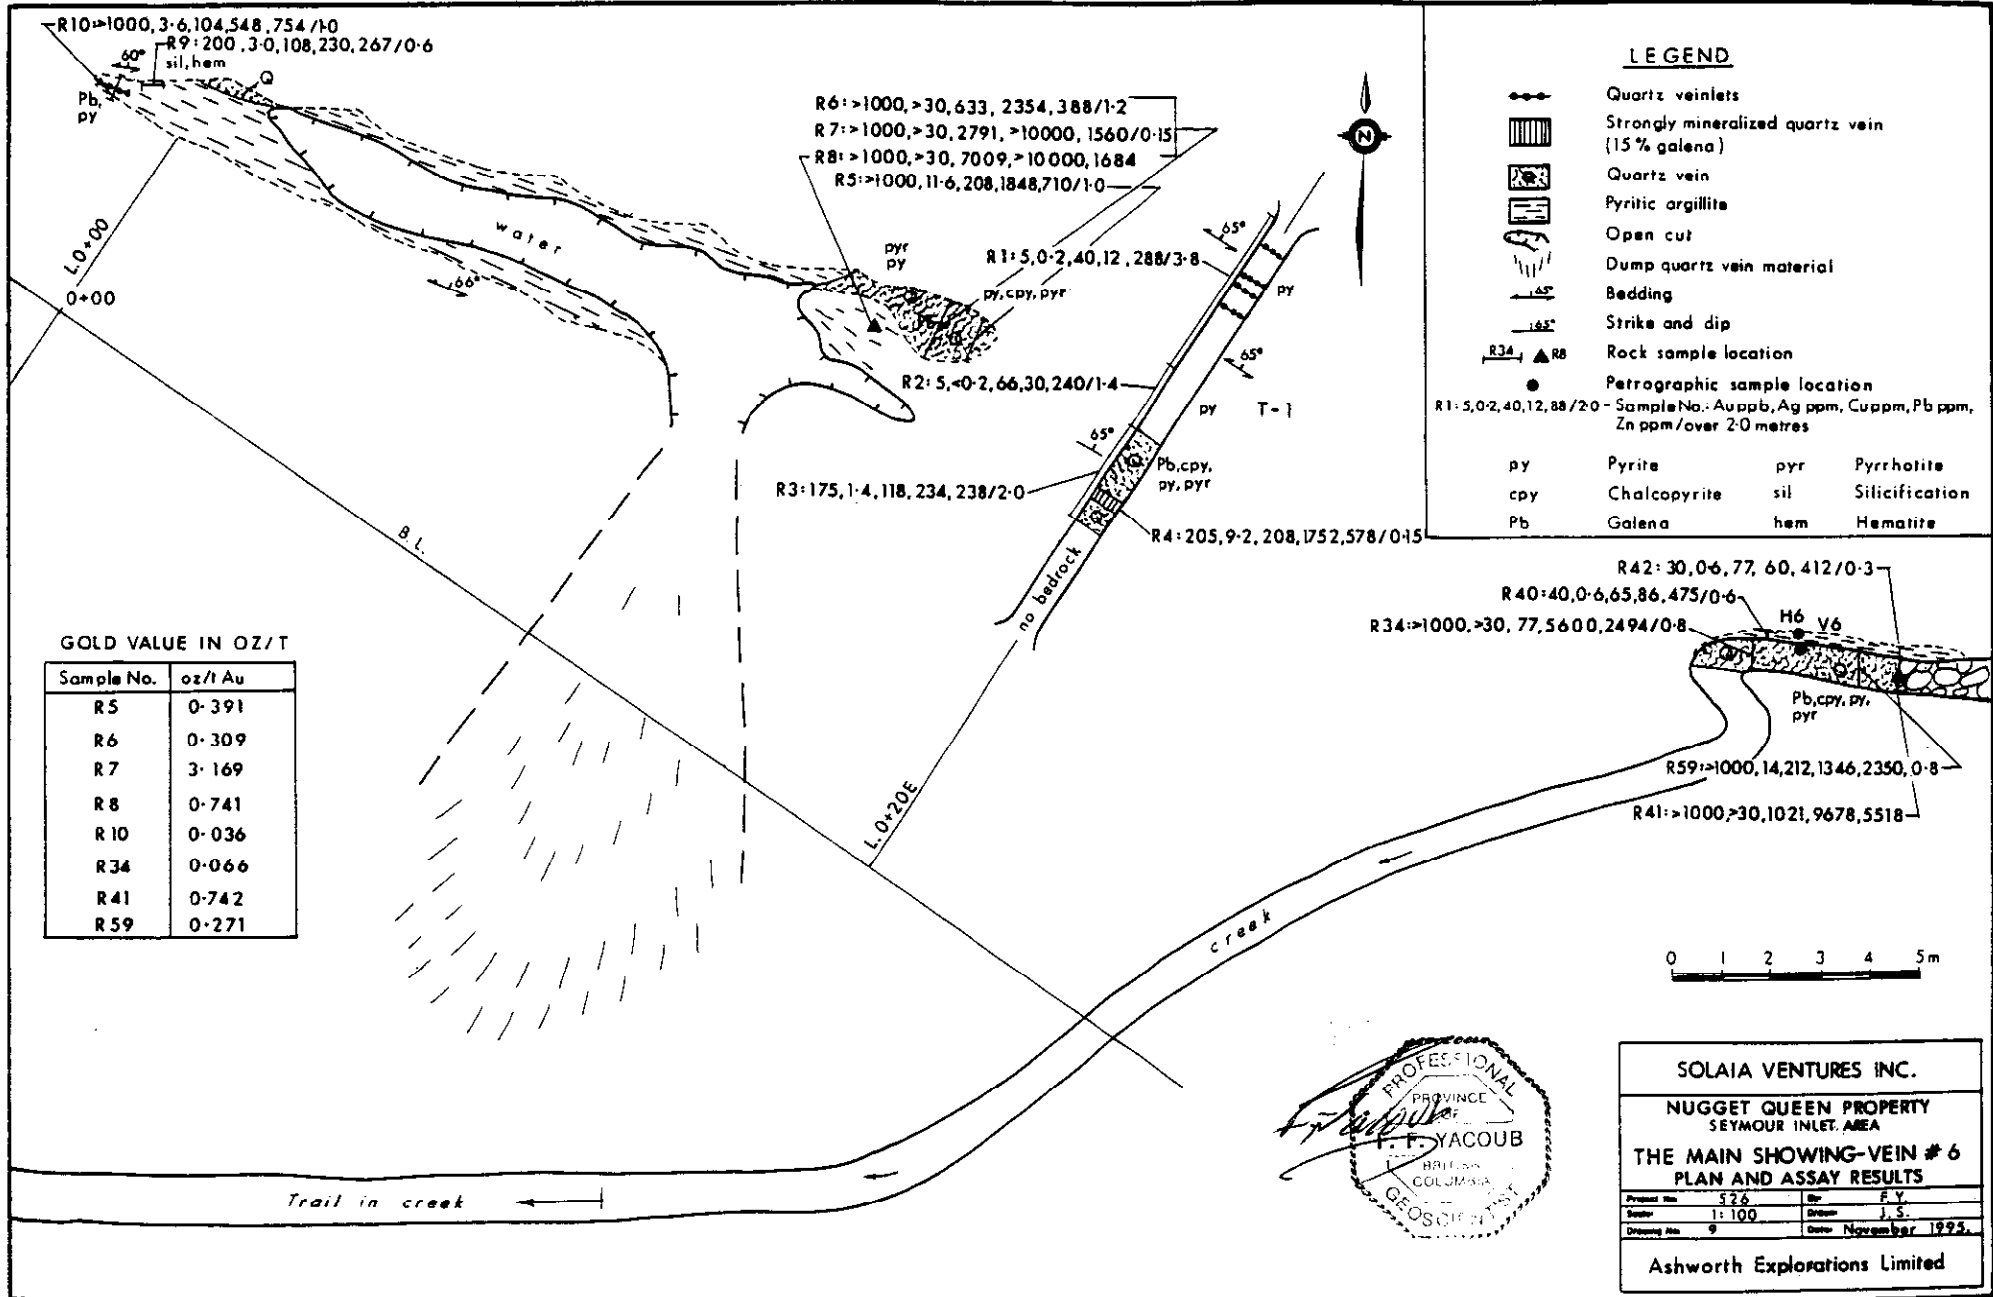 R10:>1000,3·6,104,548,754/1·0
R9:200,3·0,108,230,267/0·6
sil,hem
60°
Q
Pb,
py
R6:>1000,>30,633,2354,388/1·2
R7:>1000,>30,2791,>10000,1560/0·15
R8:>1000,>30,7009,>10000,1684
R5:>1000,11·6,208,1848,710/1·0
water
66°
L.0+00
0+00
pyr
py
py,cpy,pyr
R1:5,0·2,40,12,288/3·8
65°
py
65°
R2:5,<0·2,66,30,240/1·4
py
T-1
65°
Pb,cpy,
py,pyr
R3:175,1·4,118,234,238/2·0
R4:205,9·2,208,1752,578/0·15
no bedrock
B.L.
L.0+20E
N
LEGEND
Quartz veinlets
Strongly mineralized quartz vein
(15% galena)
Quartz vein
Pyritic argillite
Open cut
Dump quartz vein material
65° Bedding
65° Strike and dip
R34 R8 Rock sample location
Petrographic sample location
R1:5,0·2,40,12,88/2·0 - Sample No.: Au ppb, Ag ppm, Cu ppm, Pb ppm,
Zn ppm/over 2·0 metres
py Pyrite pyr Pyrrhotite
cpy Chalcopyrite sil Silicification
Pb Galena hem Hematite
R42:30,0·6,77,60,412/0·3
R40:40,0·6,65,86,475/0·6
R34:>1000,>30,77,5600,2494/0·8
H6 V6
Pb,cpy,py,
pyr
R59:>1000,14,212,1346,2350,0·8
R41:>1000,>30,1021,9678,5518
GOLD VALUE IN OZ/T
Sample No. oz/t Au
R5 0·391
R6 0·309
R7 3·169
R8 0·741
R10 0·036
R34 0·066
R41 0·742
R59 0·271
creek
Trail in creek
0 1 2 3 4 5m
PROFESSIONAL
PROVINCE
OF
F. F. YACOUB
BRITISH
COLUMBIA
GEOSCIENTIST
SOLAIA VENTURES INC.
NUGGET QUEEN PROPERTY
SEYMOUR INLET AREA
THE MAIN SHOWING-VEIN #6
PLAN AND ASSAY RESULTS
Project No. 526 By F.Y.
Scale 1:100 Drawn J.S.
Drawing No. 9 Date November 1995.
Ashworth Explorations Limited